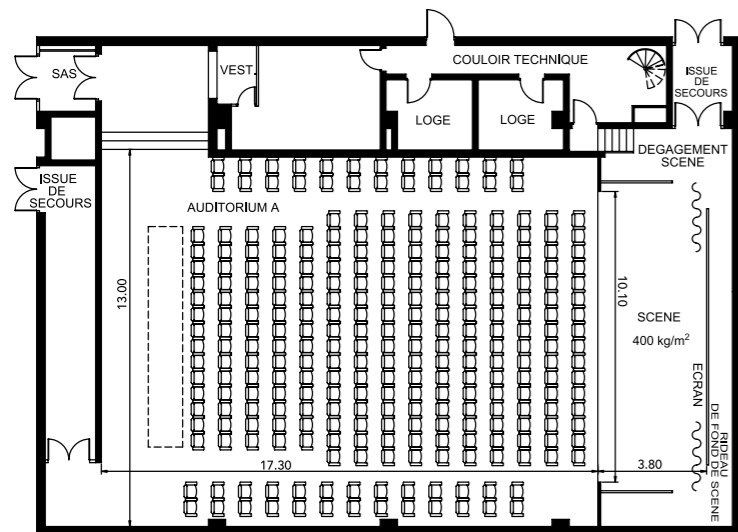 COULOIR TECHNIQUE
SAS
VEST.
ISSUE
DE
SECOURS
LOGE
LOGE
DEGAGEMENT
SCENE
ISSUE
DE
SECOURS
AUDITORIUM A
13.00
10.10
SCENE
400 kg/m²
ECRAN
RIDEAU
DE FOND DE SCENE
17.30
3.80